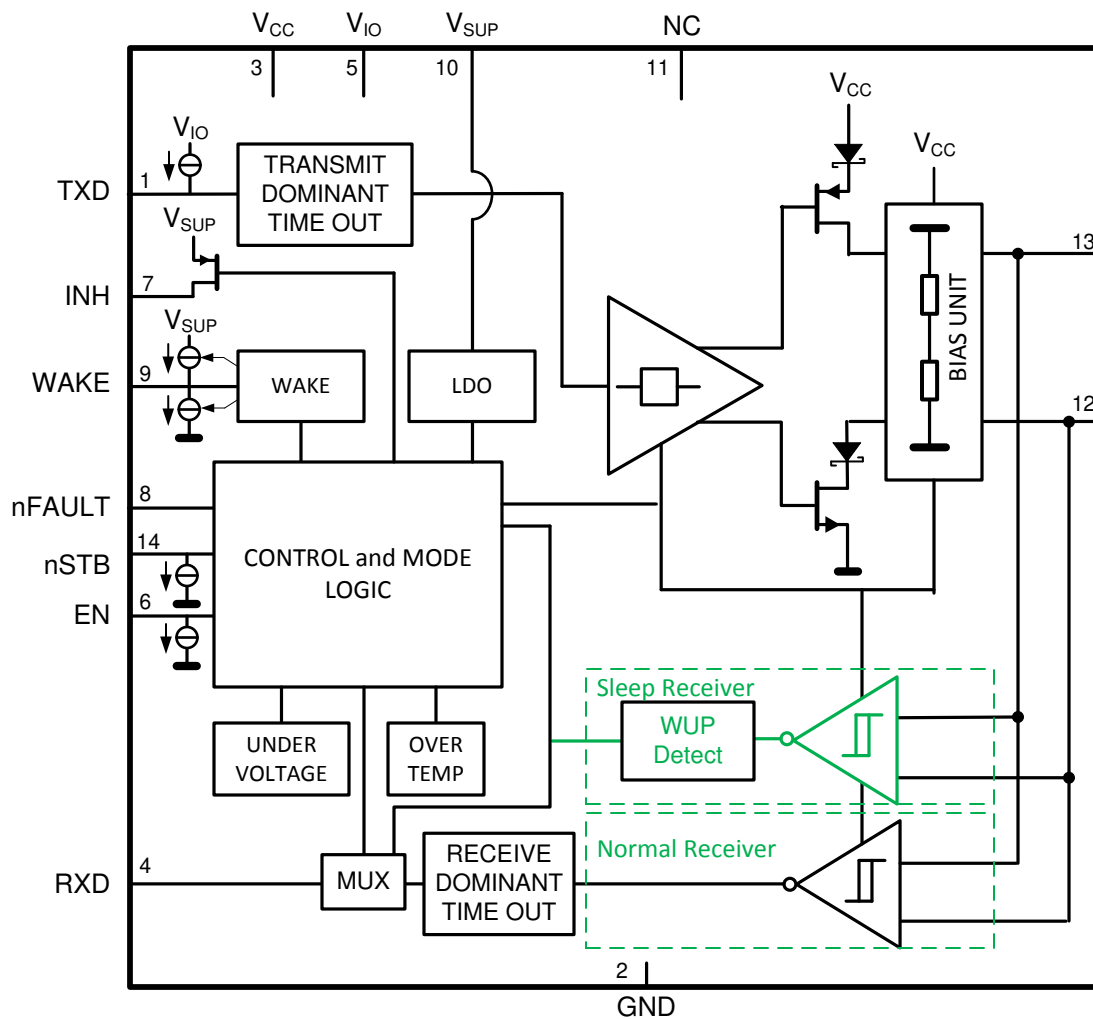 VCC
VIO
VSUP
NC
3
5
10
11
VCC
VIO
VCC
TXD
1
TRANSMIT
DOMINANT
TIME OUT
VSUP
13
INH
7
VSUP
BIAS UNIT
WAKE
9
WAKE
LDO
12
nFAULT
8
nSTB
14
CONTROL and MODE
LOGIC
EN
6
Sleep Receiver
WUP
Detect
UNDER
VOLTAGE
OVER
TEMP
Normal Receiver
RXD
4
MUX
RECEIVE
DOMINANT
TIME OUT
2
GND